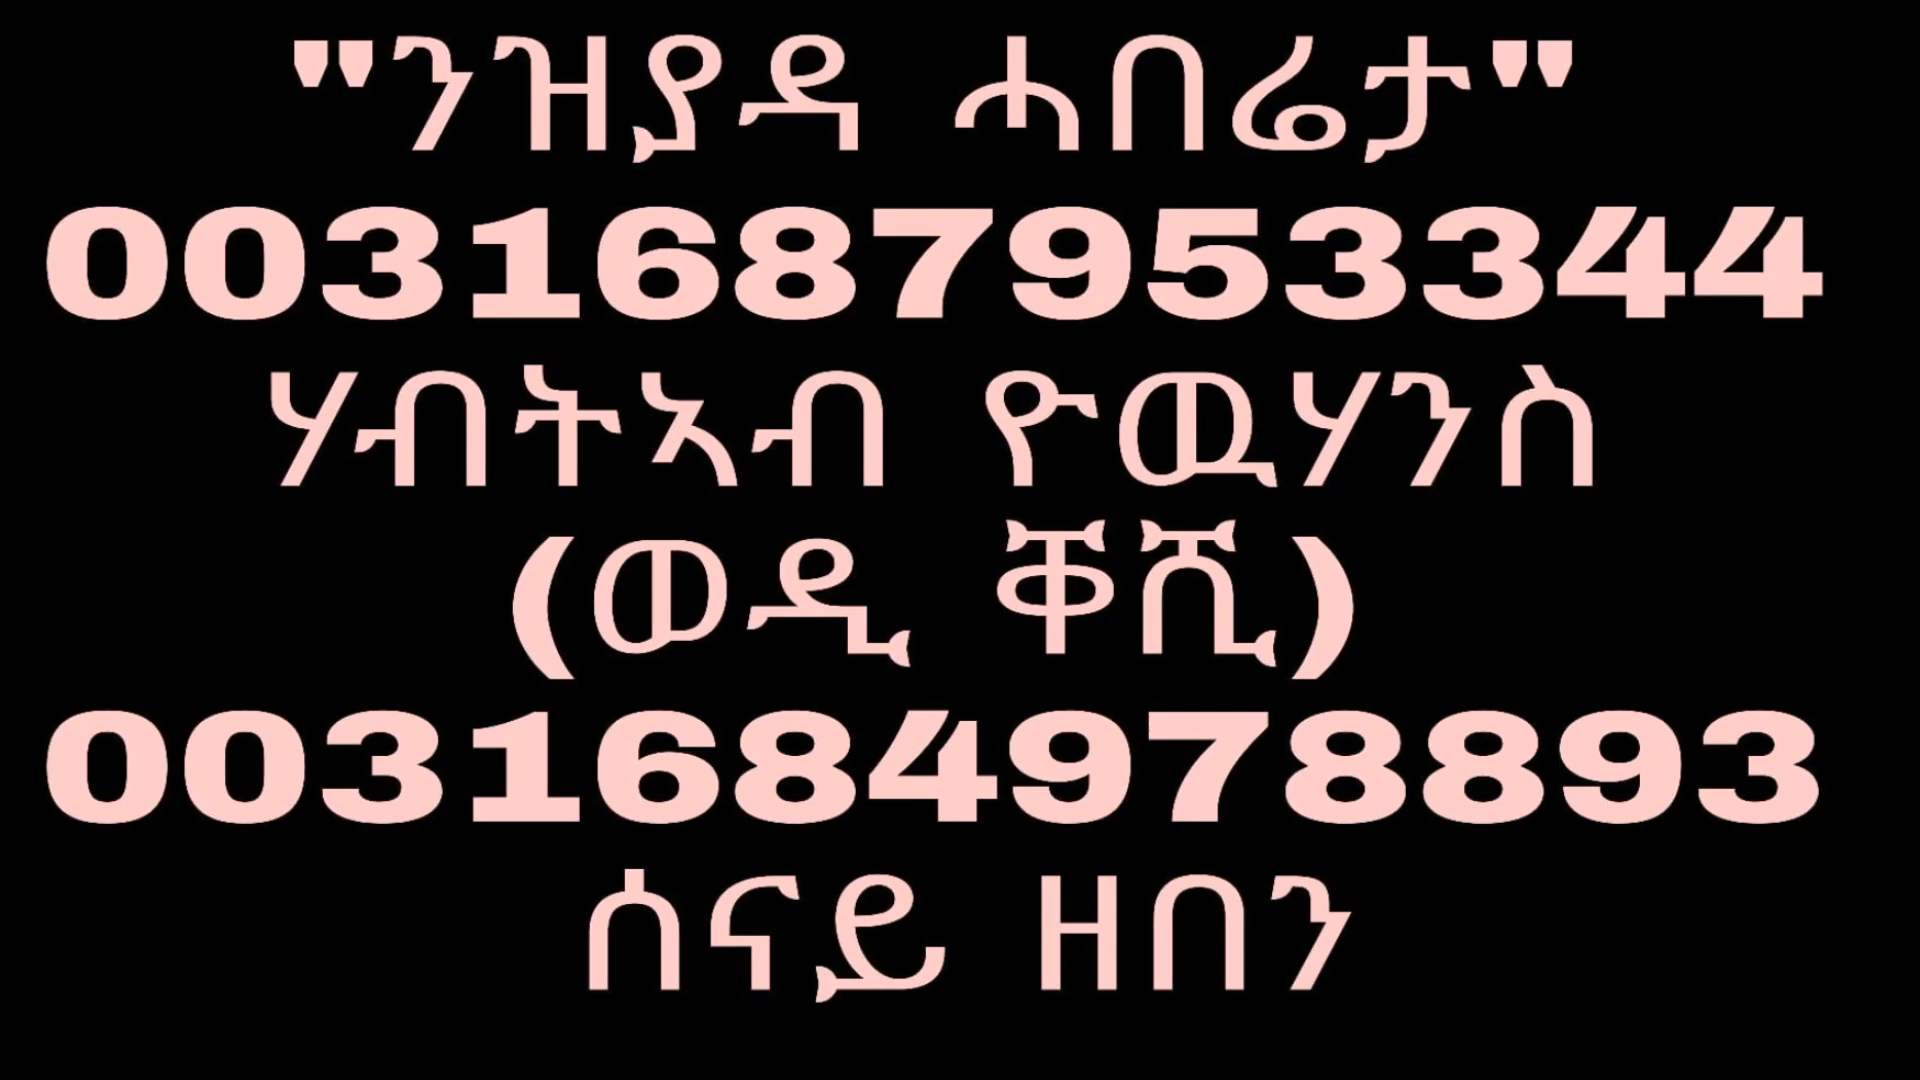 "ንዝያዳ ሓበሬታ"
0031687953344
ሃብትኣብ ዮዉሃንስ
(ወዲ ቐሺ)
0031684978893
ሰናይ ዘበን